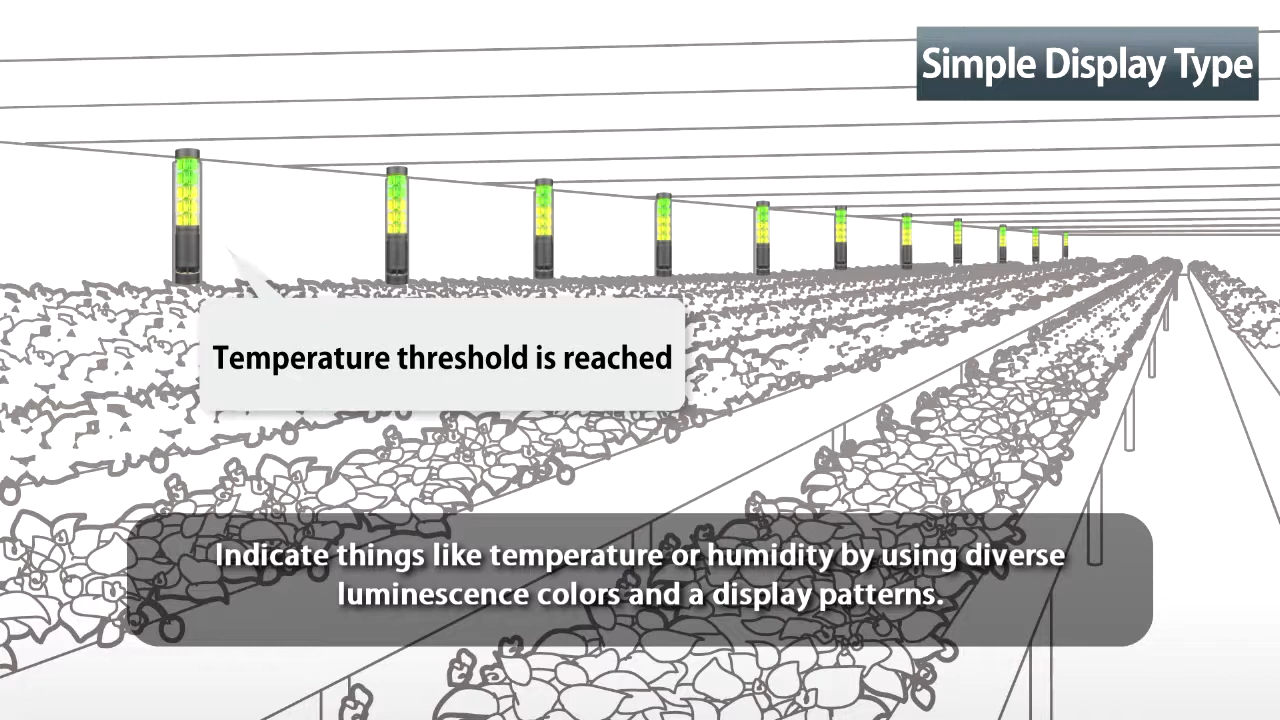 Simple Display Type
Temperature threshold is reached
Indicate things like temperature or humidity by using diverse
luminescence colors and a display patterns.